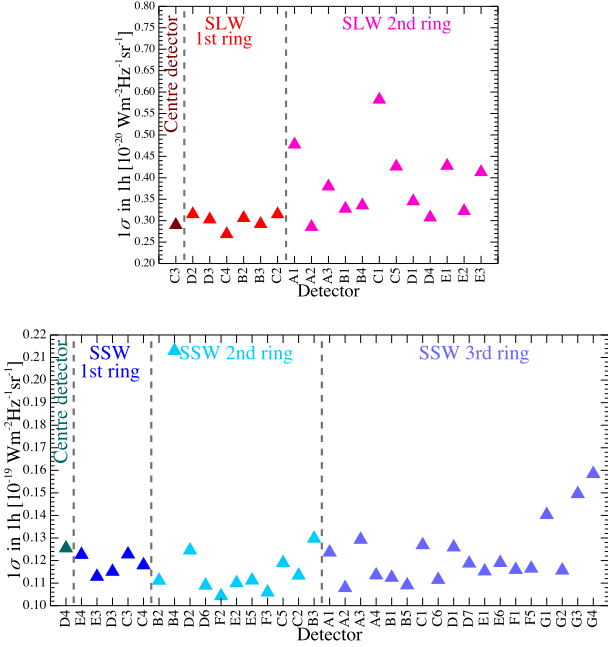 0.80
0.70
0.65
0.60
0.55
0.50
0.45
0.40
0.35
0.30
0.25
0.20
1σ in 1h [10-20 Wm-2Hz-1sr-1]
Centre detector
SLW
1st ring
SLW 2nd ring
C3 D2 D3 C4 B2 B3 C2 A1 A2 A3 B1 B4 C1 C5 D1 D4 E1 E2 E3
Detector
0.22
0.21
0.20
0.19
0.18
0.17
0.16
0.15
0.14
0.13
0.12
0.11
0.10
1σ in 1h [10-19 Wm-2Hz-1sr-1]
Centre detector
SSW
1st ring
SSW 2nd ring
SSW 3rd ring
D4 E4 E3 D3 C3 C4 B2 B4 D2 D6 F2 E2 E5 F3 C5 C2 B3 A1 A2 A3 A4 B1 B5 C1 C6 D1 D7 E1 E6 F1 F5 G1 G2 G3 G4
Detector